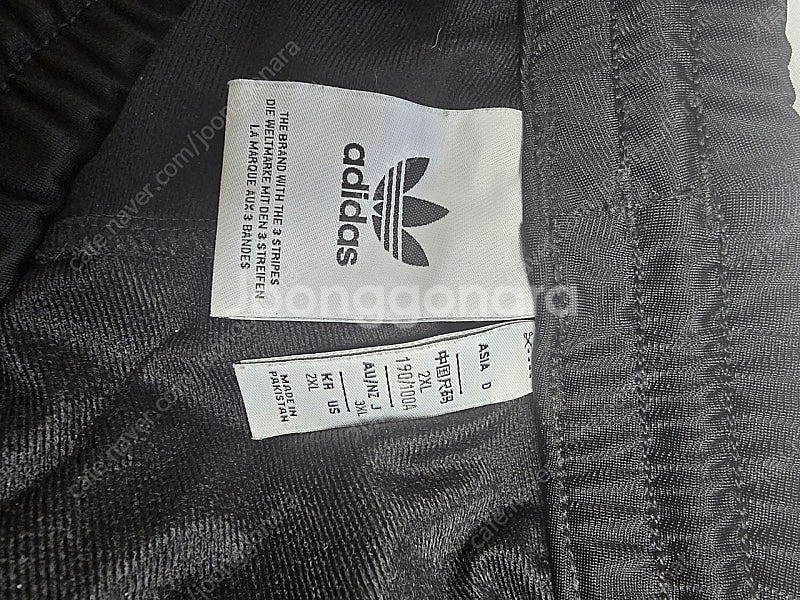 adidas
THE BRAND WITH THE 3 STRIPES
DIE WELTMARKE MIT DEN 3 STREIFEN
LA MARQUE AUX 3 BANDES
ASIA D
中国尺码
2XL
190/100A
AU/NZ J
3XL
KR US
2XL
MADE IN
PAKISTAN
Joonggonara
cafe.naver.com/joonggonara